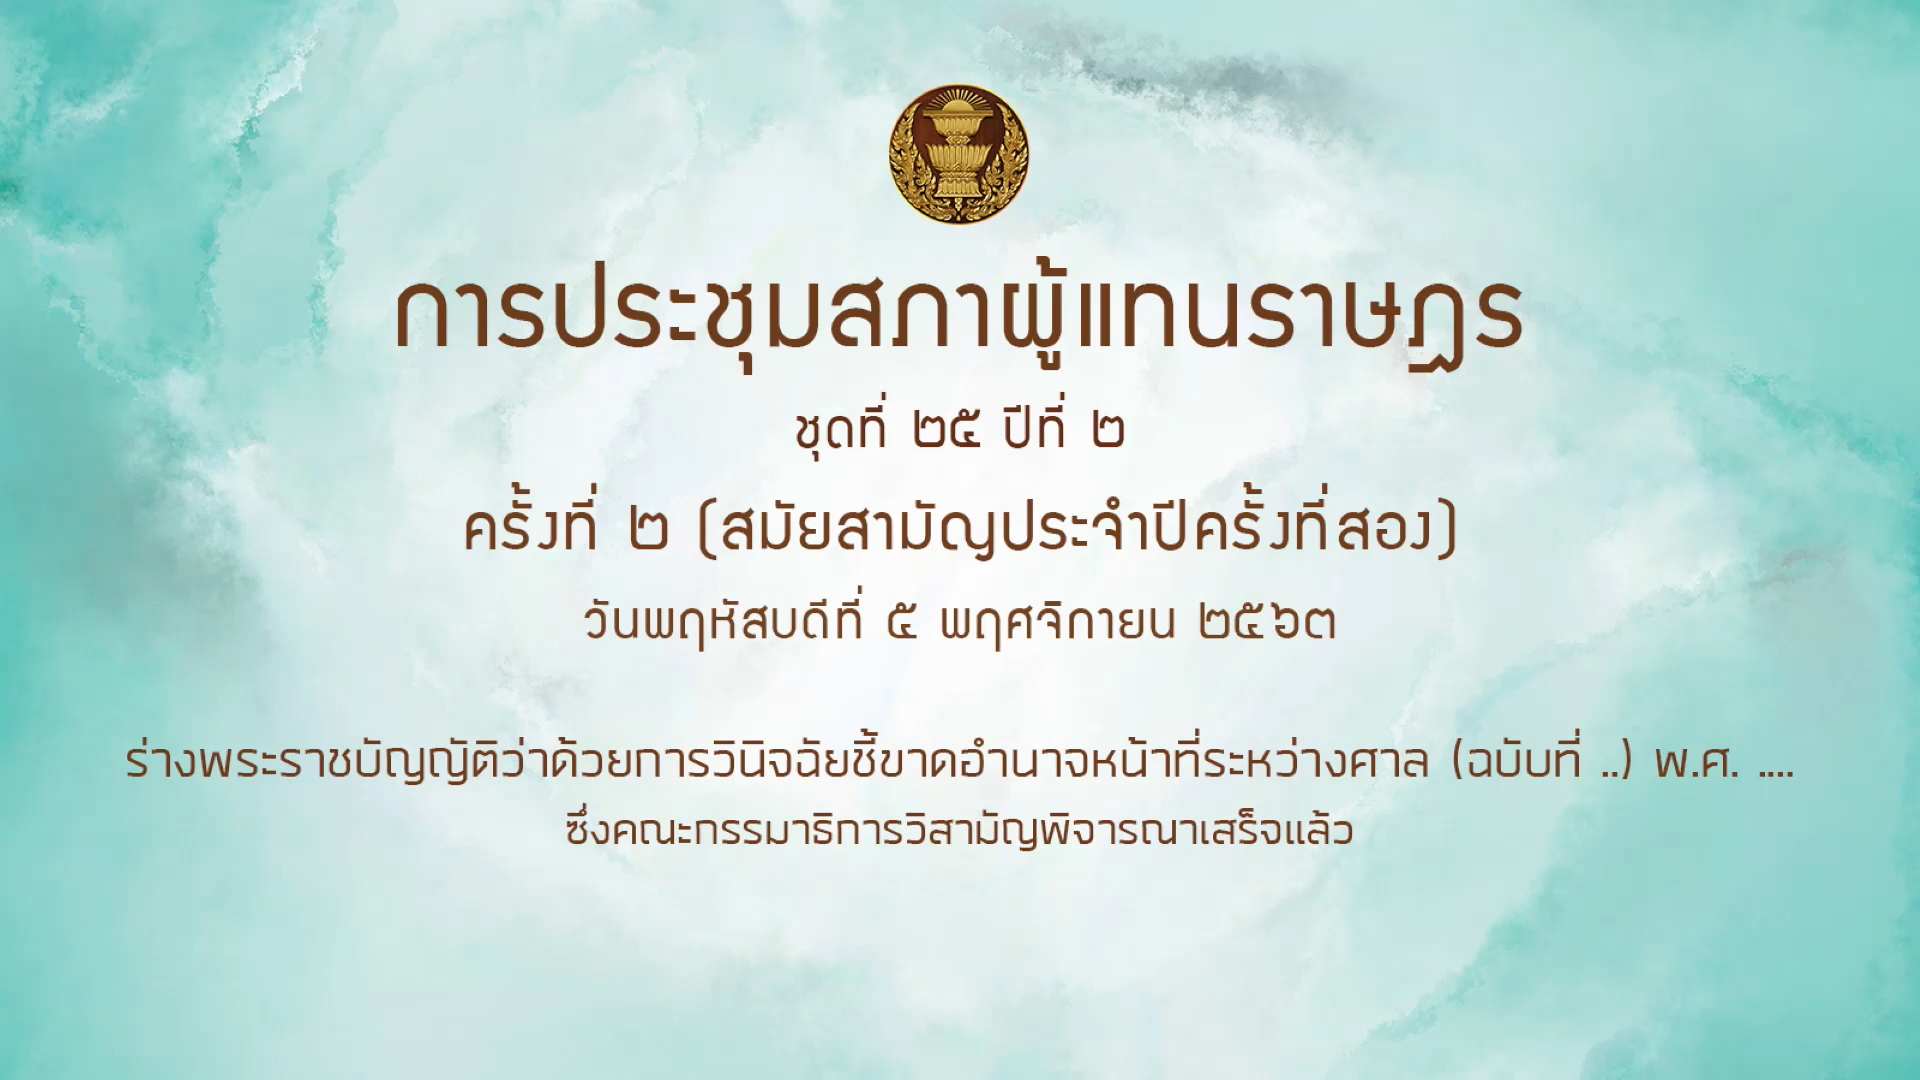 การประชุมสภาผู้แทนราษฎร
ชุดที่ ๒๕ ปีที่ ๒
ครั้งที่ ๒ (สมัยสามัญประจำปีครั้งที่สอง)
วันพฤหัสบดีที่ ๕ พฤศจิกายน ๒๕๖๓
ร่างพระราชบัญญัติว่าด้วยการวินิจฉัยชี้ขาดอำนาจหน้าที่ระหว่างศาล (ฉบับที่ ..) พ.ศ. ....
ซึ่งคณะกรรมาธิการวิสามัญพิจารณาเสร็จแล้ว